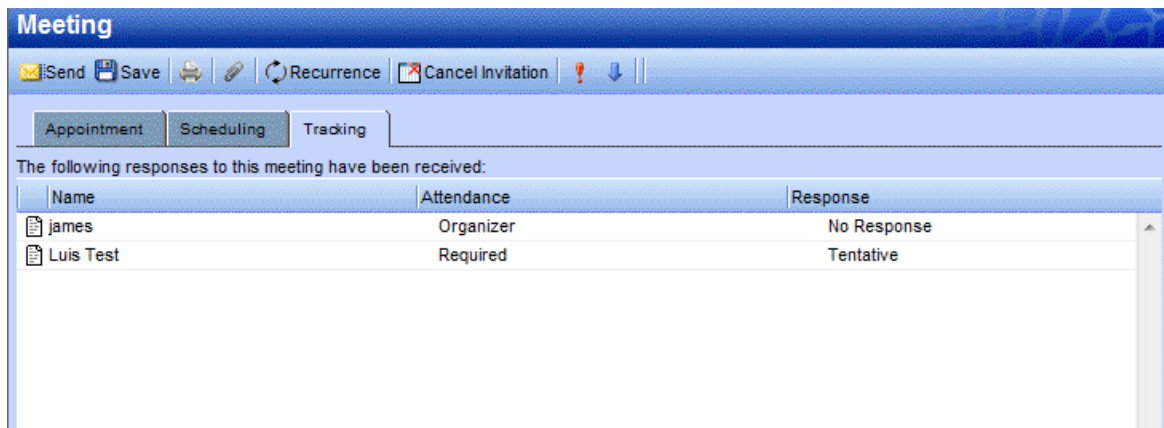 Meeting
Send Save Recurrence Cancel Invitation
Appointment Scheduling Tracking
The following responses to this meeting have been received:
Name Attendance Response
james Organizer No Response
Luis Test Required Tentative